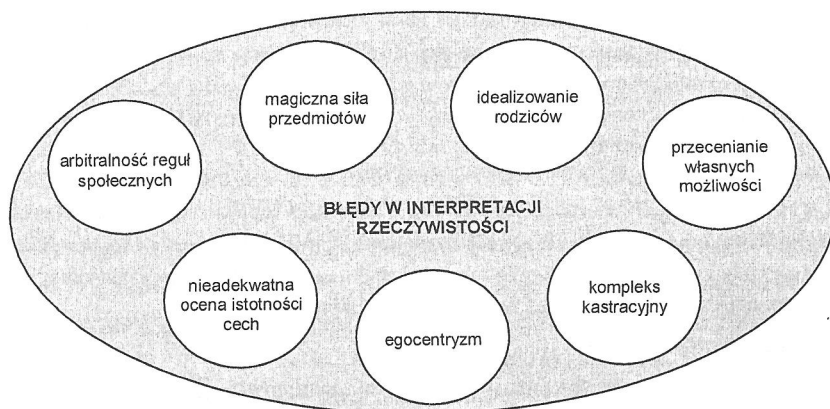 magiczna siła
przedmiotów
idealizowanie
rodziców
arbitralność reguł
społecznych
przecenianie
własnych
możliwości
BŁĘDY W INTERPRETACJI
RZECZYWISTOŚCI
nieadekwatna
ocena istotności
cech
egocentryzm
kompleks
kastracyjny